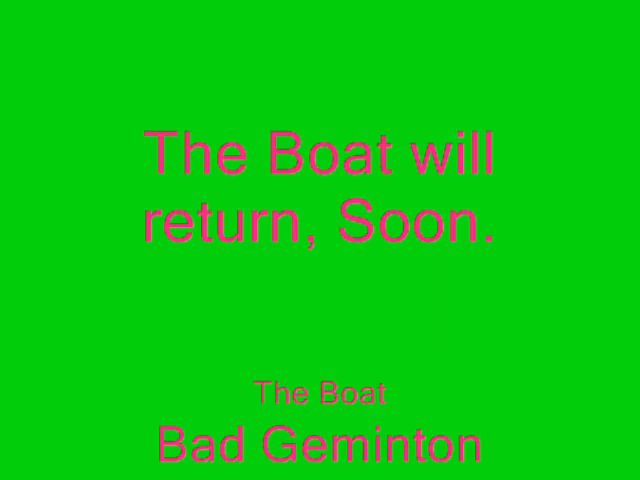 The Boat will
return, Soon.
The Boat
Bad Geminton